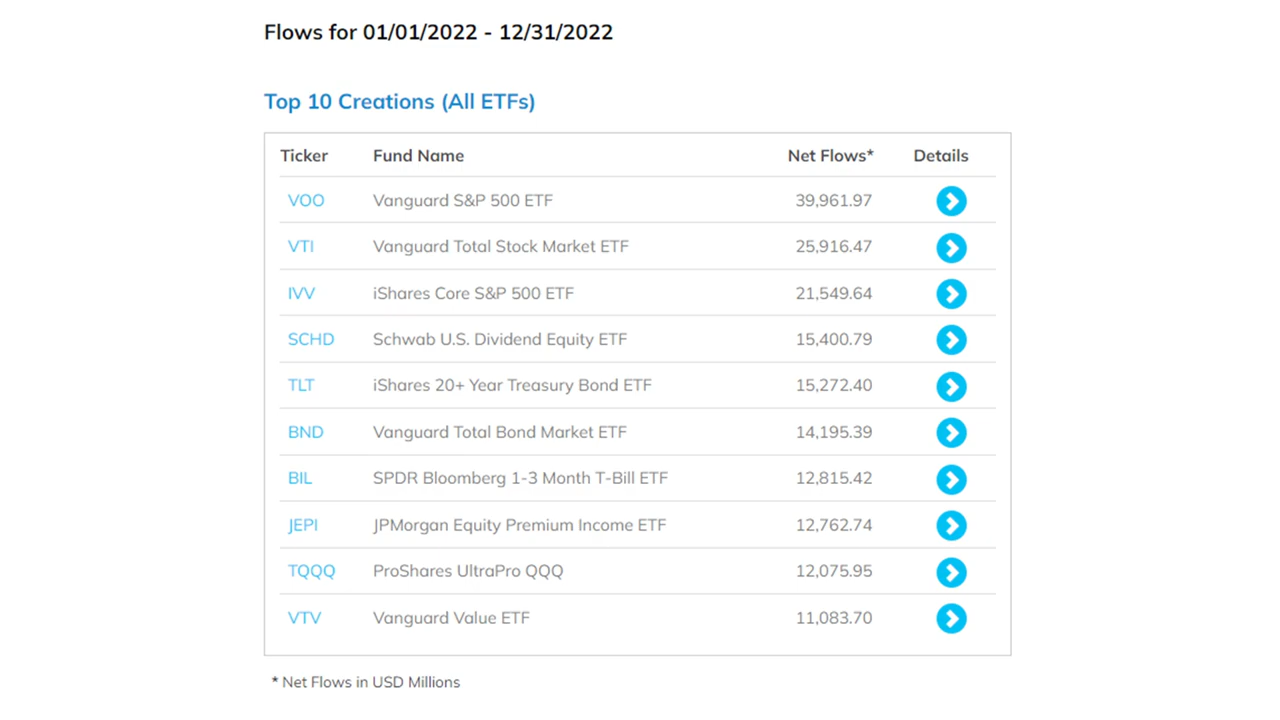 Flows for 01/01/2022 - 12/31/2022
Top 10 Creations (All ETFs)
Ticker Fund Name Net Flows* Details
VOO Vanguard S&P 500 ETF 39,961.97
VTI Vanguard Total Stock Market ETF 25,916.47
IVV iShares Core S&P 500 ETF 21,549.64
SCHD Schwab U.S. Dividend Equity ETF 15,400.79
TLT iShares 20+ Year Treasury Bond ETF 15,272.40
BND Vanguard Total Bond Market ETF 14,195.39
BIL SPDR Bloomberg 1-3 Month T-Bill ETF 12,815.42
JEPI JPMorgan Equity Premium Income ETF 12,762.74
TQQQ ProShares UltraPro QQQ 12,075.95
VTV Vanguard Value ETF 11,083.70
* Net Flows in USD Millions